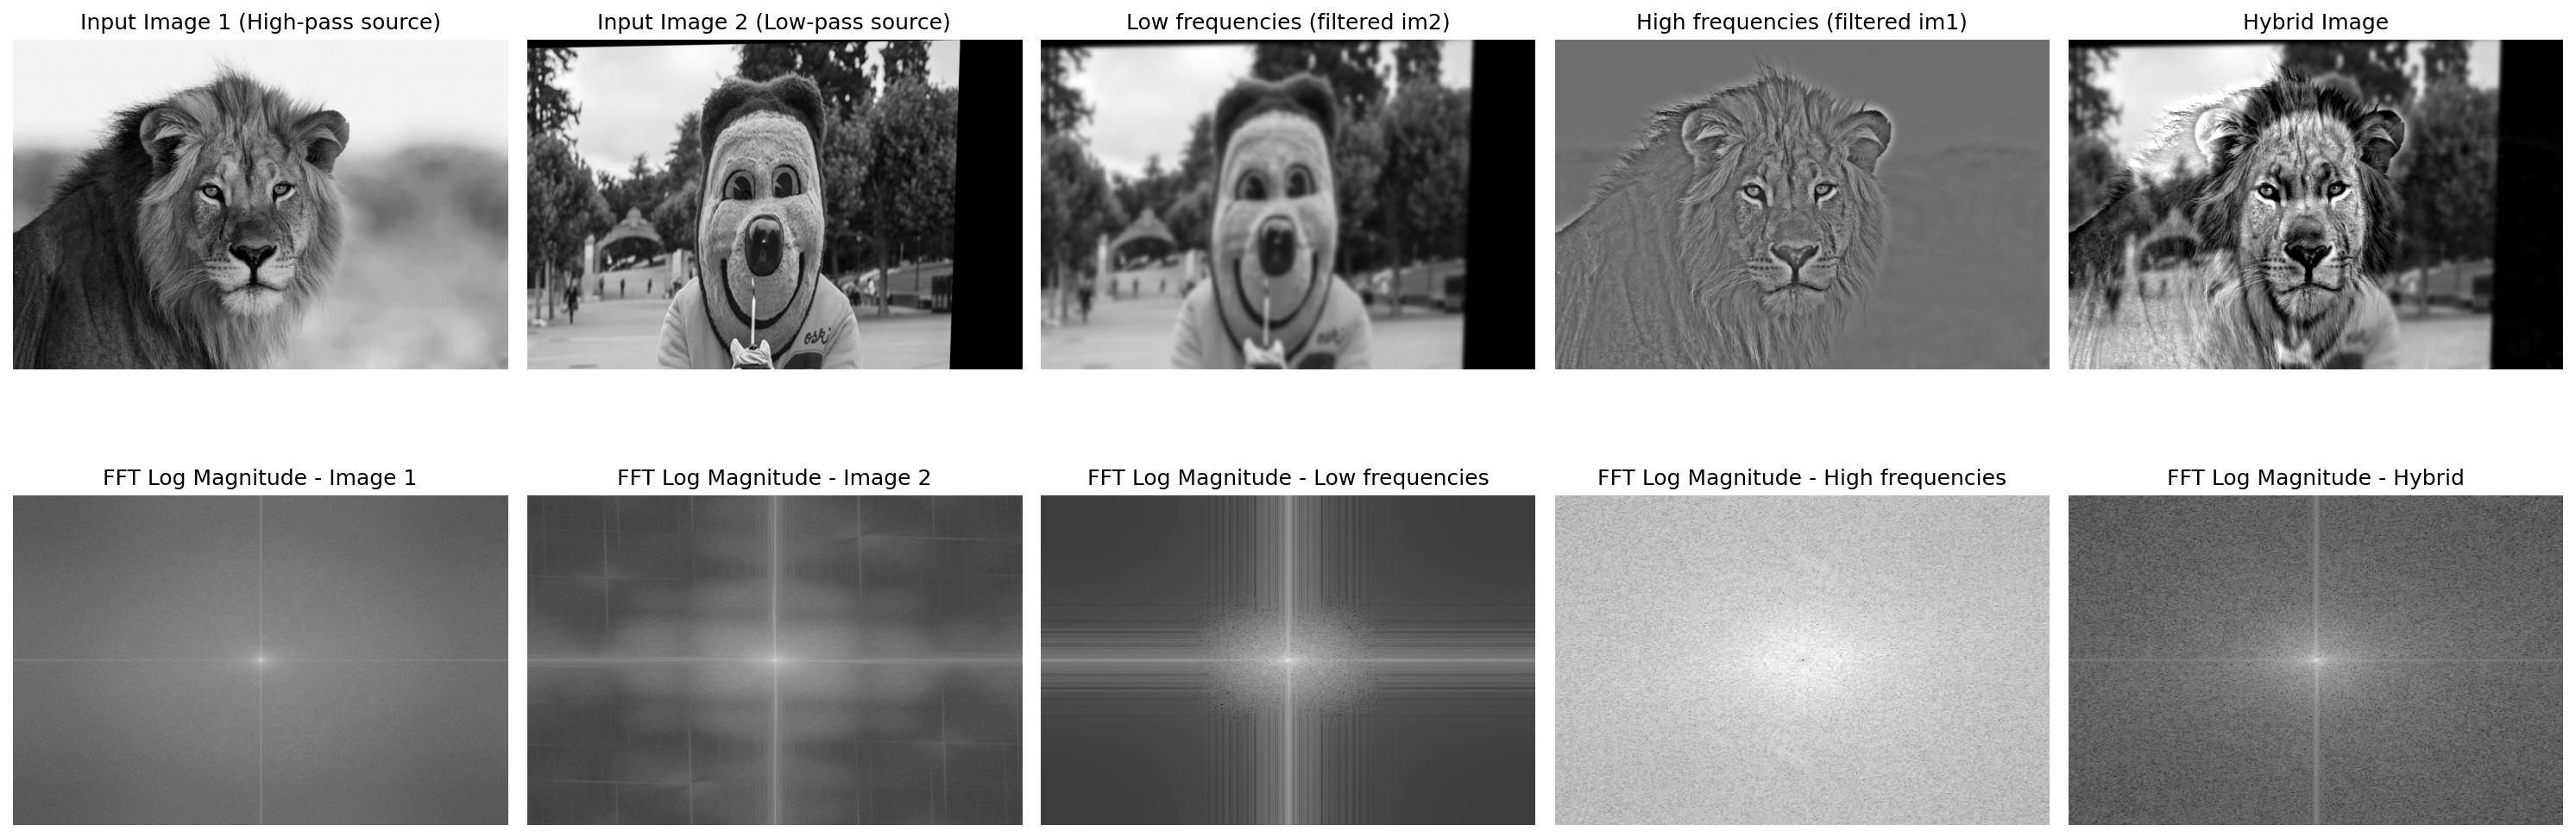 Input Image 1 (High-pass source)
Input Image 2 (Low-pass source)
Low frequencies (filtered im2)
High frequencies (filtered im1)
Hybrid Image
oski
FFT Log Magnitude - Image 1
FFT Log Magnitude - Image 2
FFT Log Magnitude - Low frequencies
FFT Log Magnitude - High frequencies
FFT Log Magnitude - Hybrid